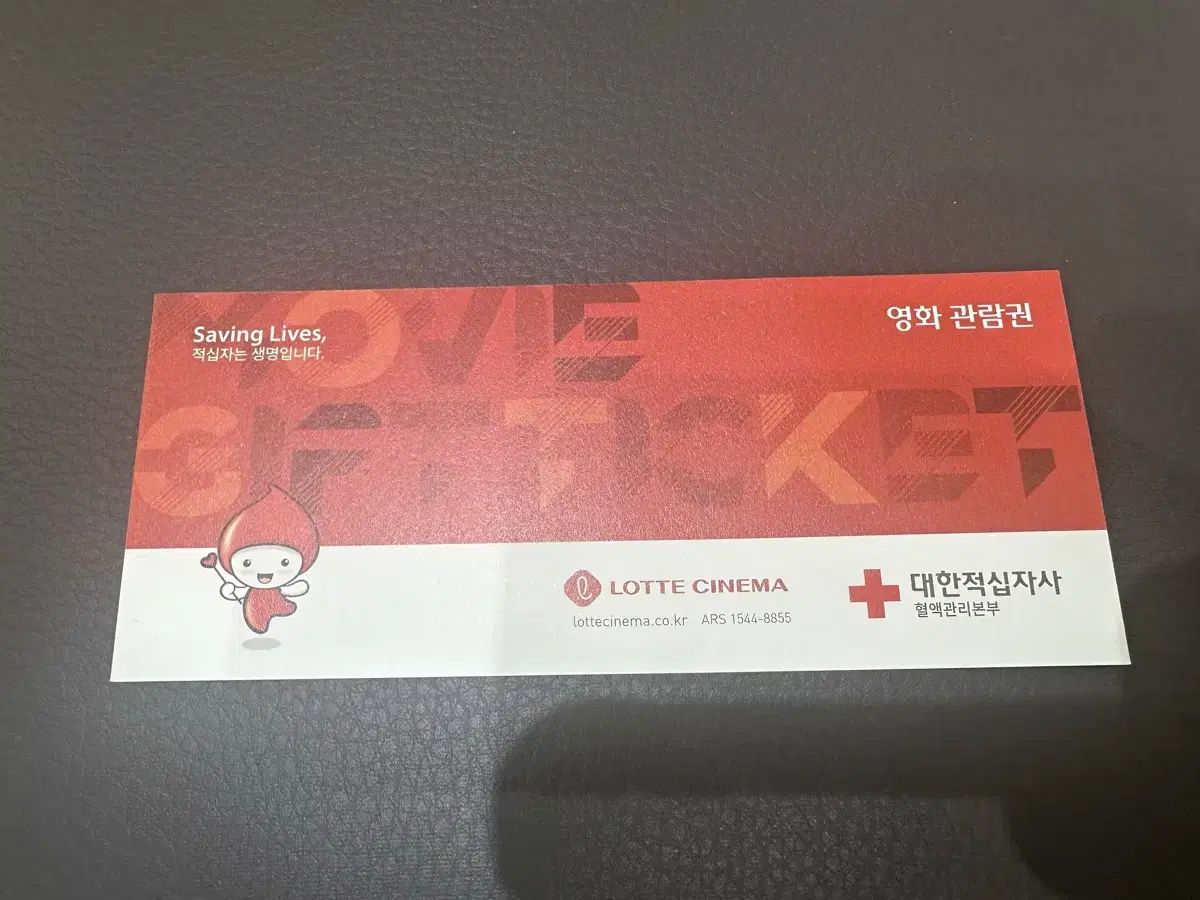 Saving Lives,
적십자는 생명입니다.
영화 관람권
MOVIE
GIFT TICKET
LOTTE CINEMA
lottecinema.co.kr ARS 1544-8855
대한적십자사
혈액관리본부